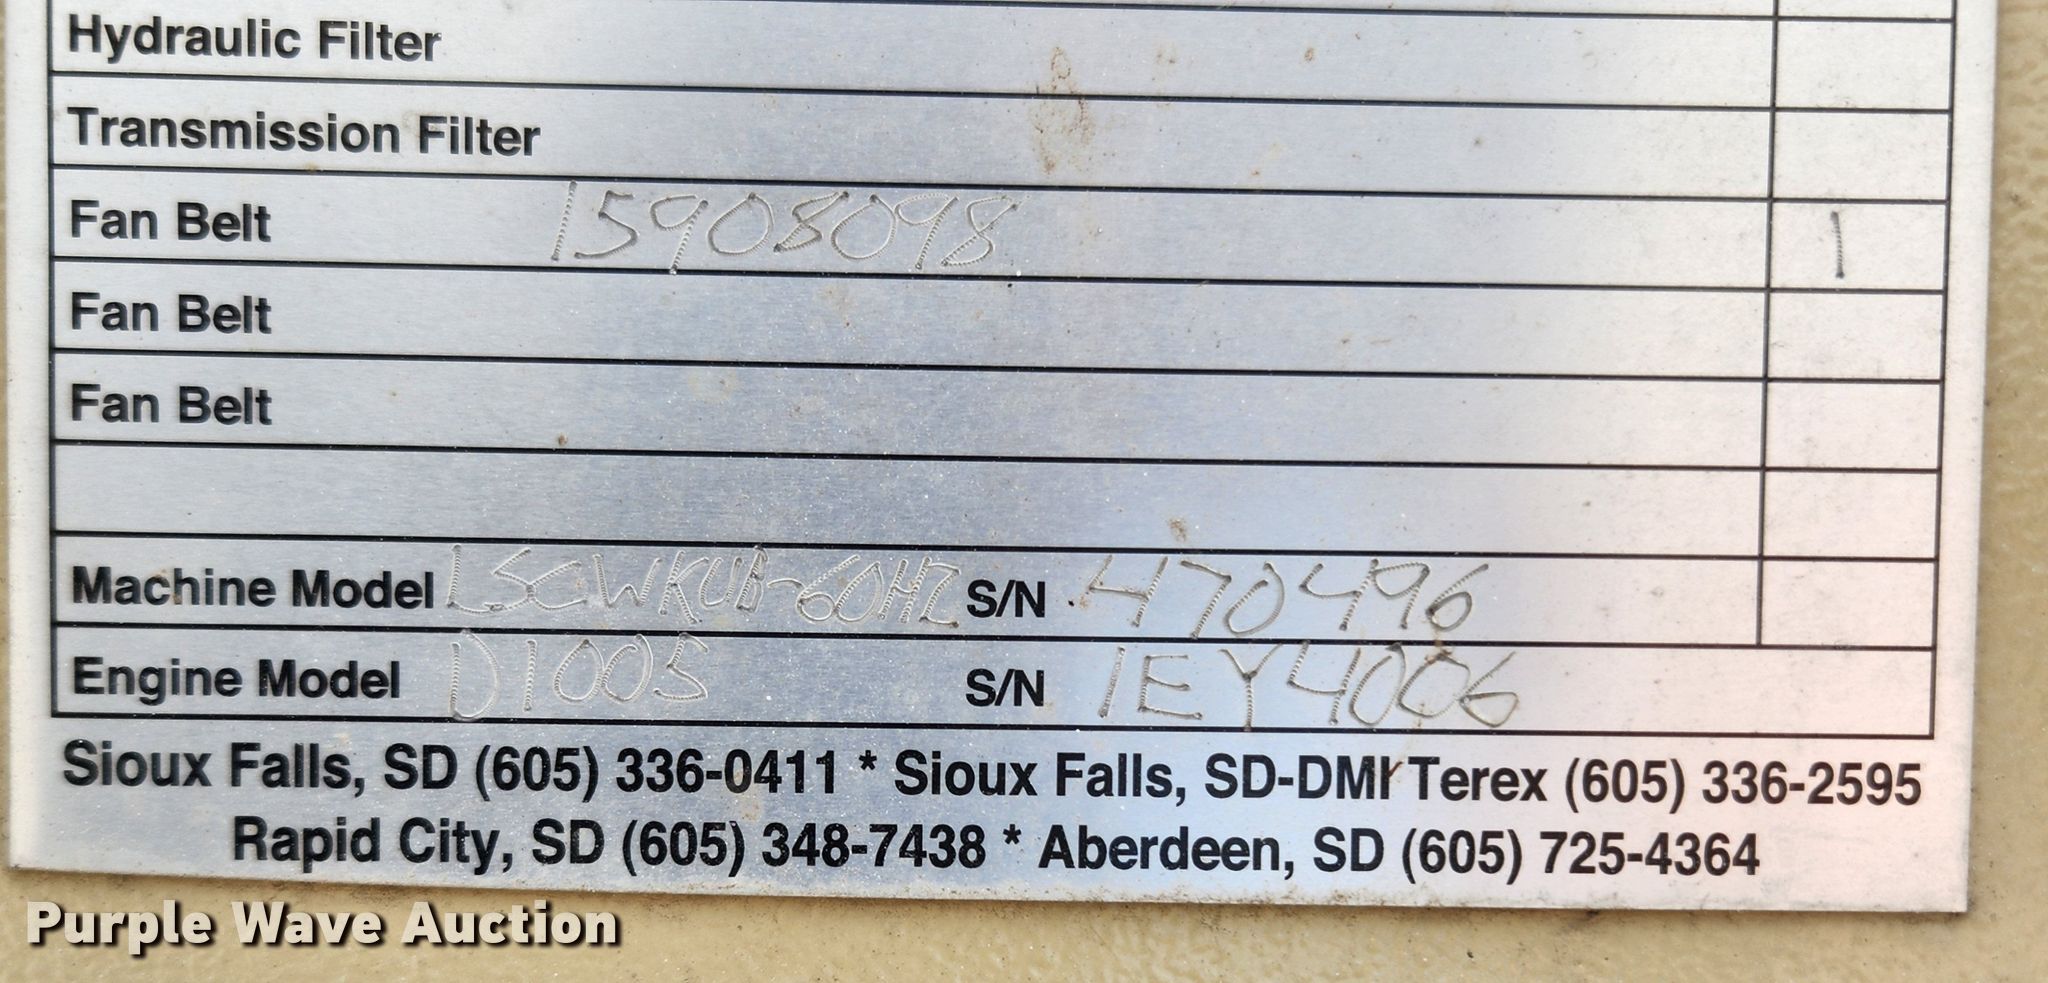 Hydraulic Filter
Transmission Filter
Fan Belt 15908098 1
Fan Belt
Fan Belt
Machine Model LSCWKUB-60HZ S/N 470496
Engine Model D1005 S/N 1EY4006
Sioux Falls, SD (605) 336-0411 * Sioux Falls, SD-DMI Terex (605) 336-2595
Rapid City, SD (605) 348-7438 * Aberdeen, SD (605) 725-4364
Purple Wave Auction